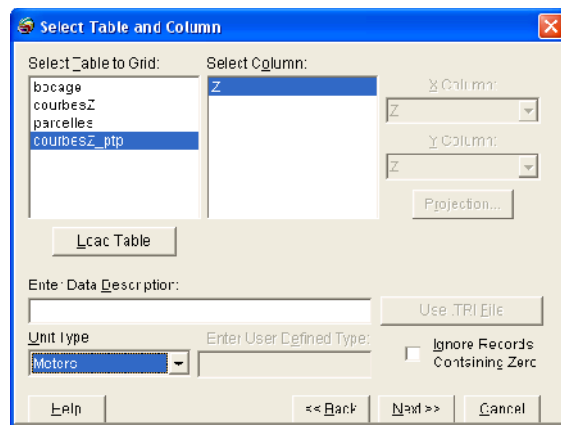 Select Table and Column
Select Table to Grid:
Select Column:
bocage
courbesZ
parcelles
courbesZ_ptp
Z
X Column:
Z
Y Column:
Z
Projection...
Load Table
Enter Data Description:
Use .TRI File
Unit Type
Enter User Defined Type:
Ignore Records
Containing Zero
Meters
Help
<< Back
Next >>
Cancel